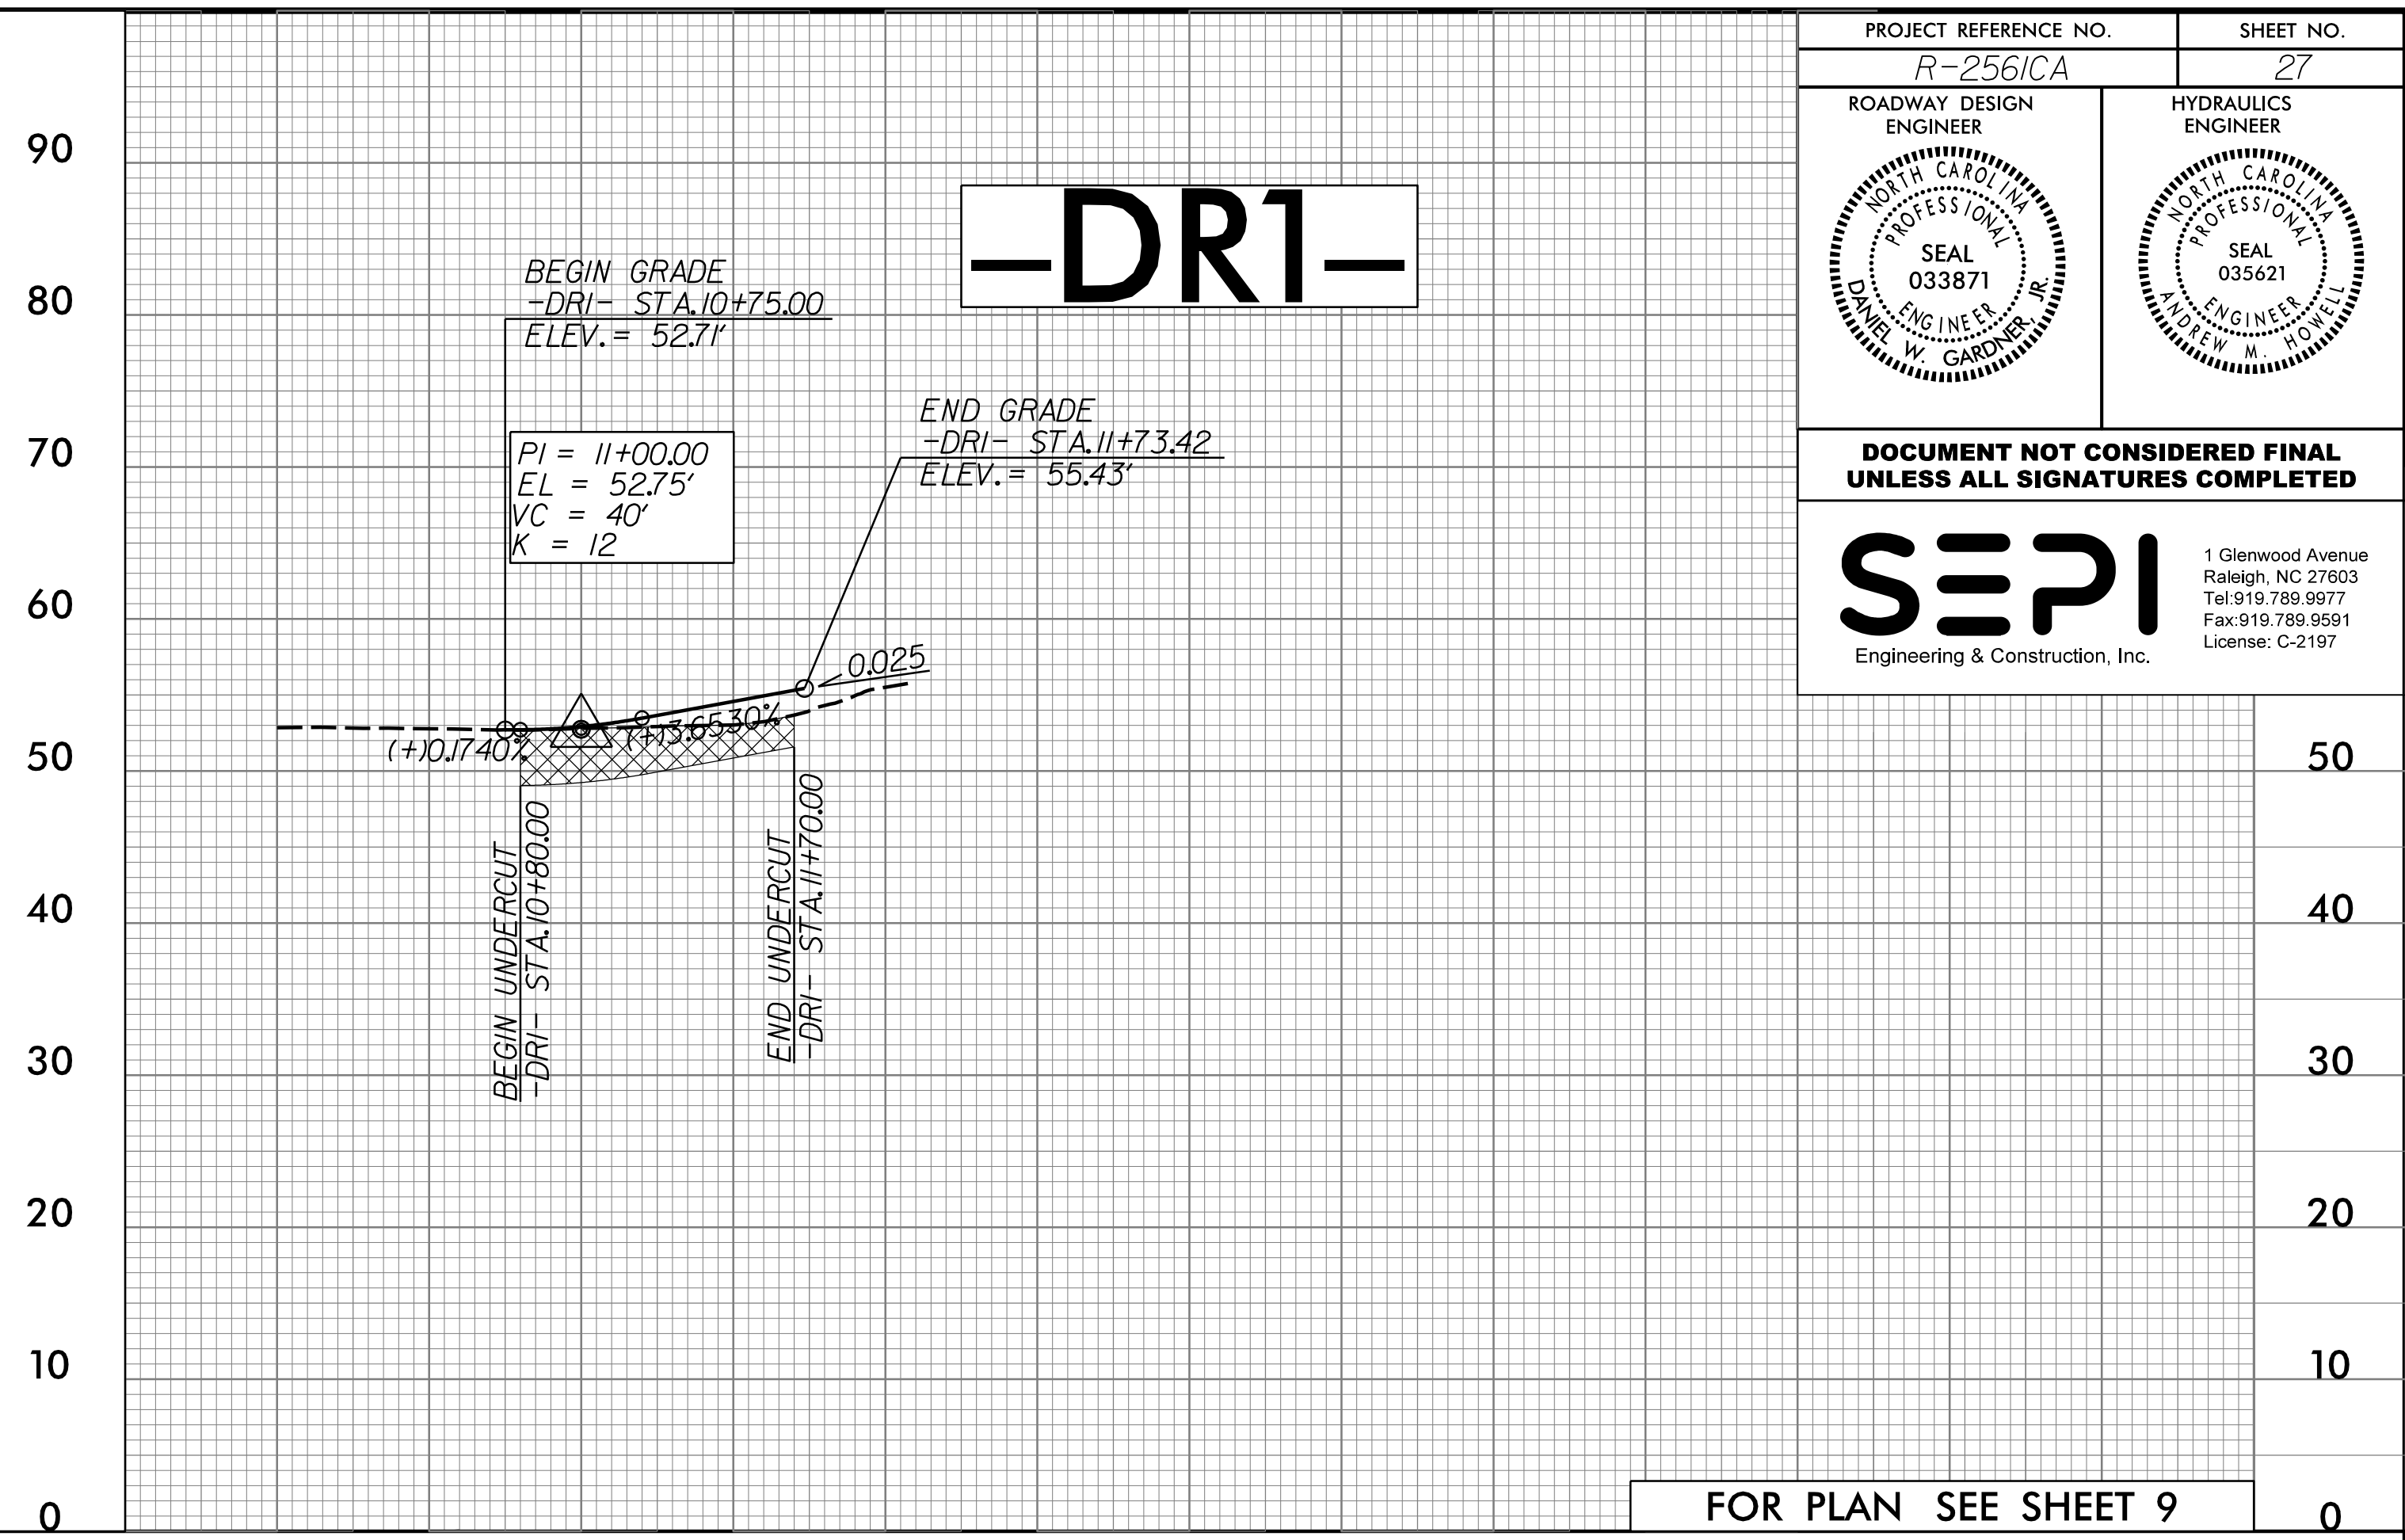 PROJECT REFERENCE NO.
SHEET NO.
R-2561CA
27
ROADWAY DESIGN
ENGINEER
HYDRAULICS
ENGINEER
NORTH CAROLINA
PROFESSIONAL
SEAL
033871
ENGINEER
DANIEL W. GARDNER, JR.
NORTH CAROLINA
PROFESSIONAL
SEAL
035621
ENGINEER
ANDREW M. HOWELL
DOCUMENT NOT CONSIDERED FINAL
UNLESS ALL SIGNATURES COMPLETED
SEPI
Engineering & Construction, Inc.
1 Glenwood Avenue
Raleigh, NC 27603
Tel:919.789.9977
Fax:919.789.9591
License: C-2197
-DR1-
BEGIN GRADE
-DR1- STA.10+75.00
ELEV. = 52.71'
PI = 11+00.00
EL = 52.75'
VC = 40'
K = 12
END GRADE
-DR1- STA.11+73.42
ELEV. = 55.43'
0.025
(+)0.1740%
(+)3.6530%
BEGIN UNDERCUT
-DR1- STA.10+80.00
END UNDERCUT
-DR1- STA.11+70.00
90
80
70
60
50
40
30
20
10
0
50
40
30
20
10
0
FOR PLAN SEE SHEET 9